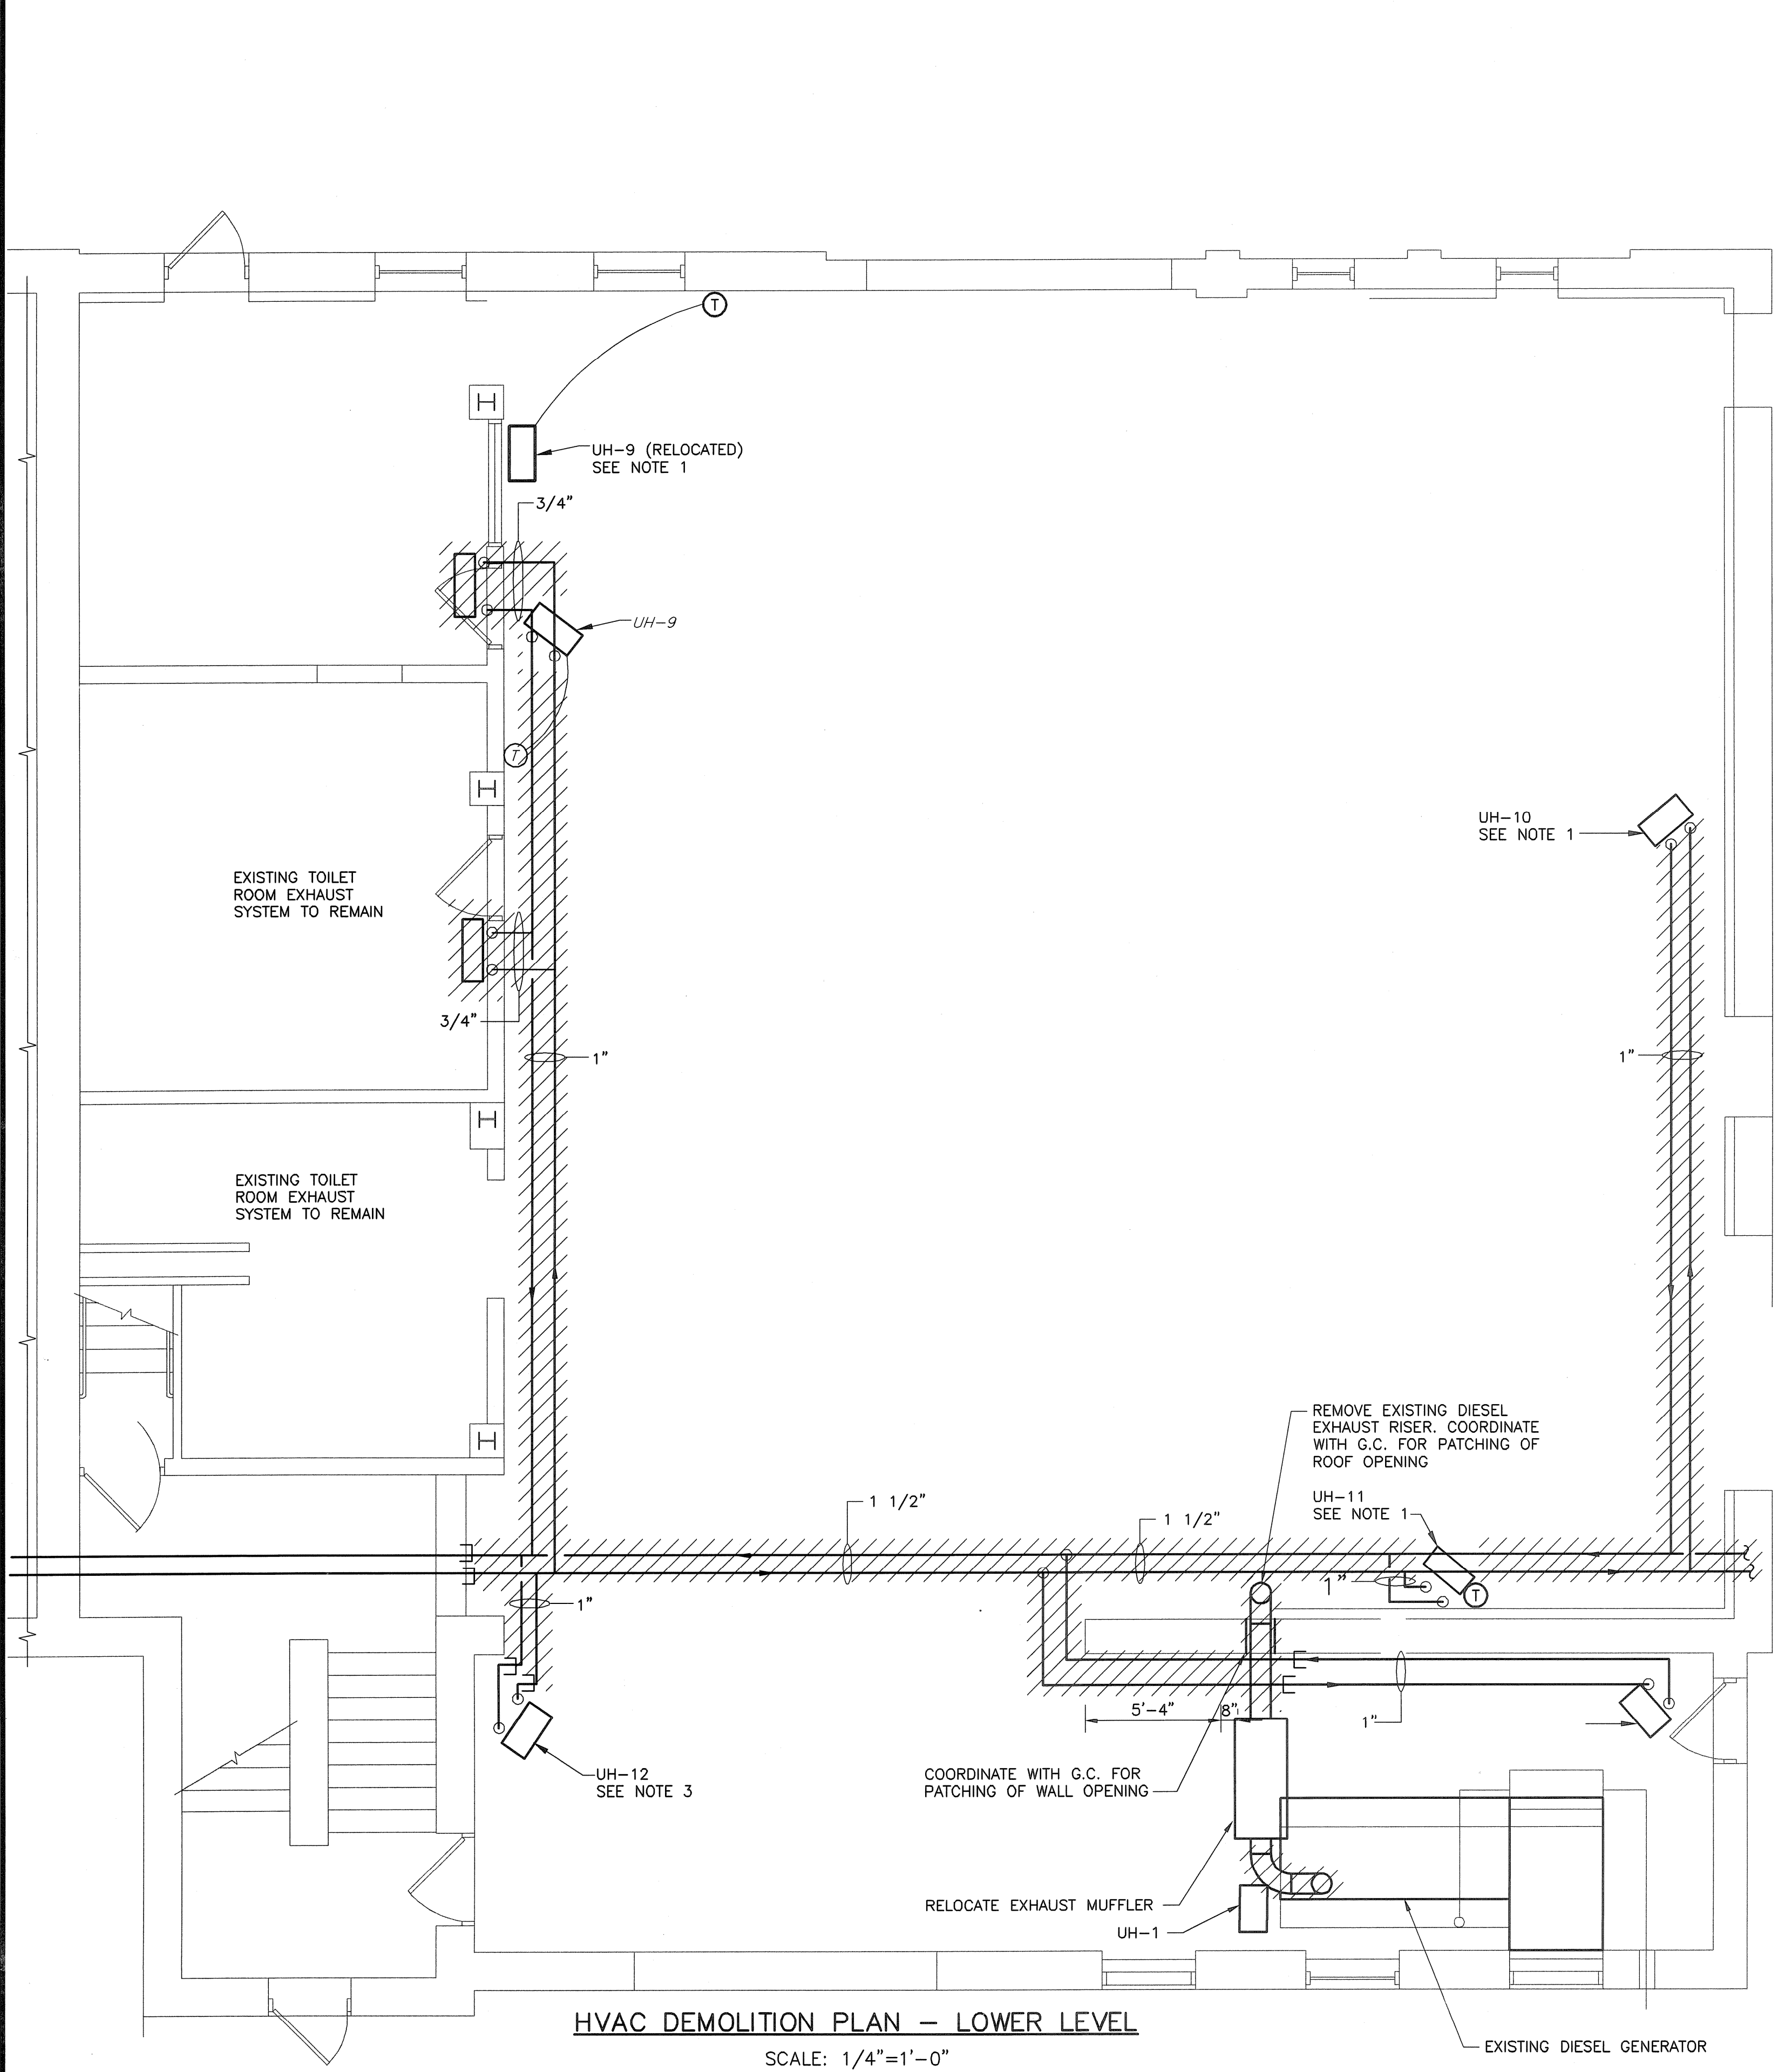 T
H
UH-9 (RELOCATED)
SEE NOTE 1
3/4"
UH-9
T
H
UH-10
SEE NOTE 1
EXISTING TOILET
ROOM EXHAUST
SYSTEM TO REMAIN
3/4"
1"
1"
H
EXISTING TOILET
ROOM EXHAUST
SYSTEM TO REMAIN
H
REMOVE EXISTING DIESEL
EXHAUST RISER. COORDINATE
WITH G.C. FOR PATCHING OF
ROOF OPENING
UH-11
SEE NOTE 1
1 1/2"
1 1/2"
1"
T
1"
5'-4"
8"
1"
UH-12
SEE NOTE 3
COORDINATE WITH G.C. FOR
PATCHING OF WALL OPENING
RELOCATE EXHAUST MUFFLER
UH-1
HVAC DEMOLITION PLAN - LOWER LEVEL
SCALE: 1/4"=1'-0"
EXISTING DIESEL GENERATOR